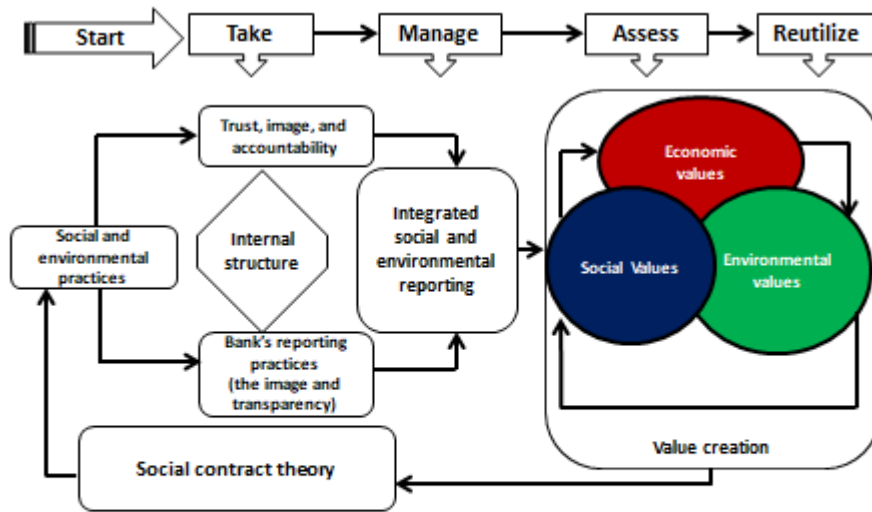 Start
Take
Manage
Assess
Reutilize
Trust, image, and
accountability
Social and
environmental
practices
Internal
structure
Bank's reporting
practices
(the image and
transparency)
Integrated
social and
environmental
reporting
Economic
values
Social Values
Environmental
values
Value creation
Social contract theory